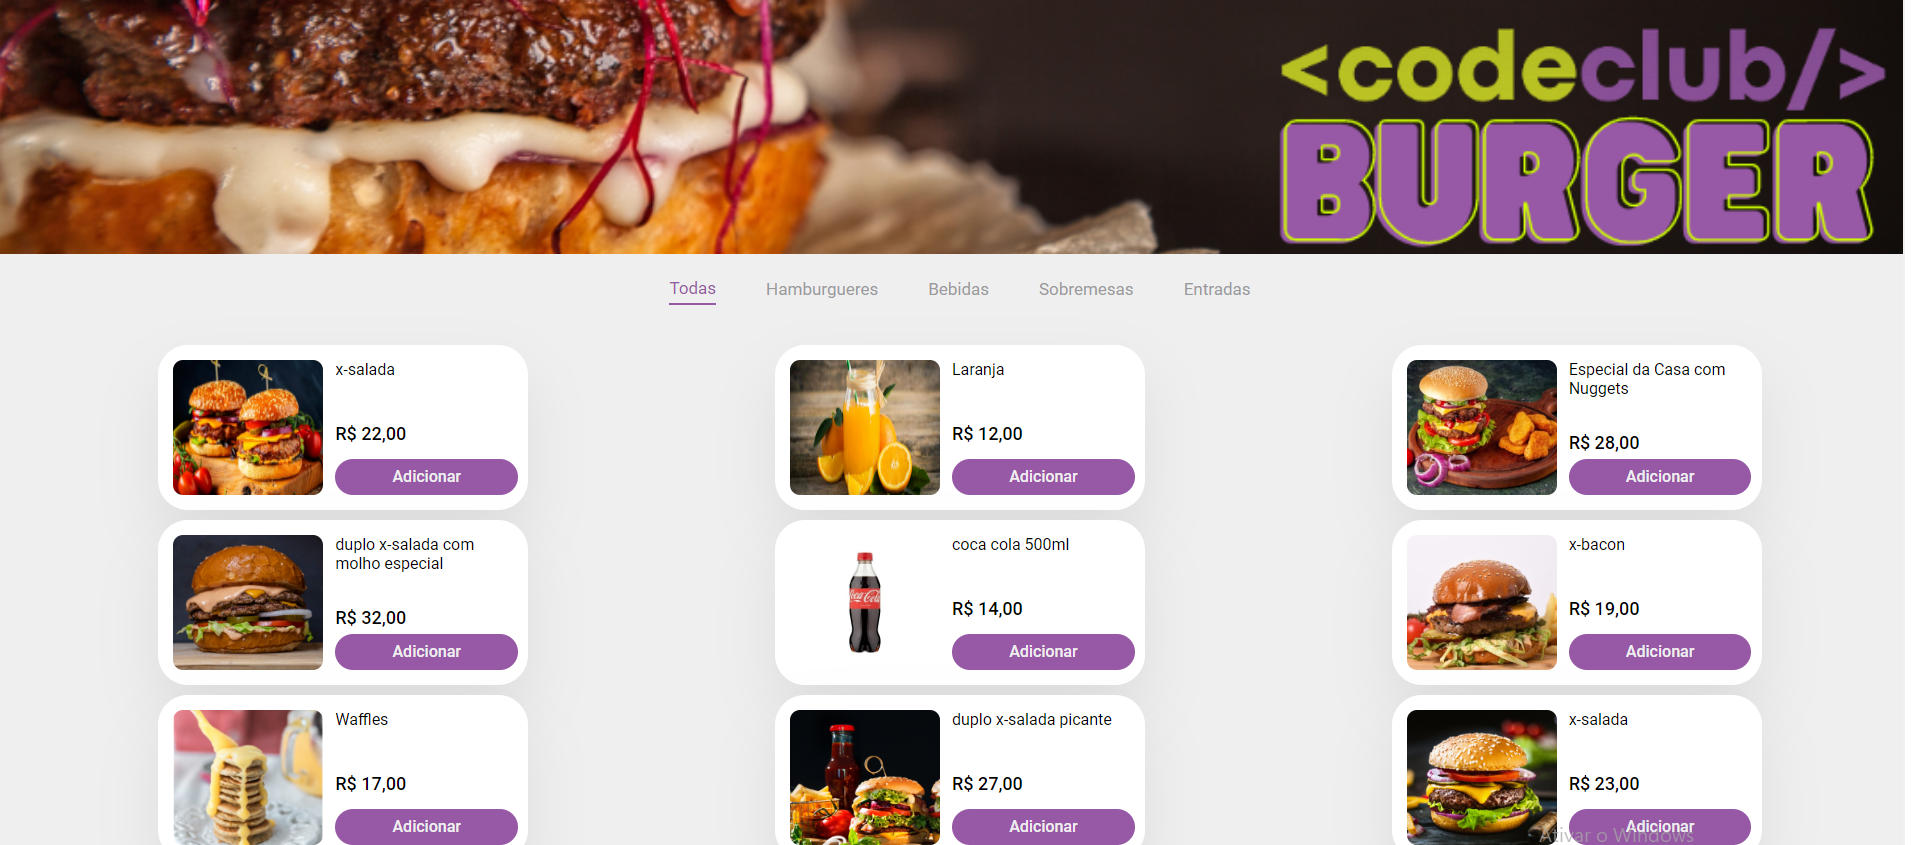 <codeclub/>
BURGER
Todas
Hamburgueres
Bebidas
Sobremesas
Entradas
x-salada
R$ 22,00
Adicionar
Laranja
R$ 12,00
Adicionar
Especial da Casa com
Nuggets
R$ 28,00
Adicionar
duplo x-salada com
molho especial
R$ 32,00
Adicionar
coca cola 500ml
Coca-Cola
R$ 14,00
Adicionar
x-bacon
R$ 19,00
Adicionar
Waffles
R$ 17,00
Adicionar
duplo x-salada picante
R$ 27,00
Adicionar
x-salada
R$ 23,00
Adicionar
Ativar o Windows